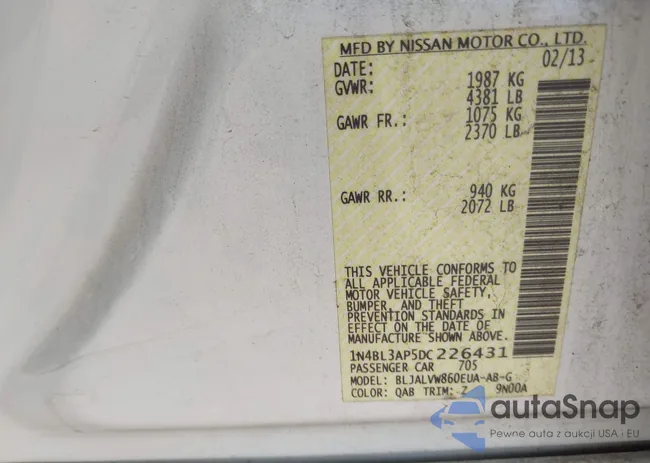 MFD BY NISSAN MOTOR CO., LTD.
DATE: 02/13
GVWR: 1987 KG
4381 LB
GAWR FR.: 1075 KG
2370 LB
GAWR RR.: 940 KG
2072 LB
THIS VEHICLE CONFORMS TO
ALL APPLICABLE FEDERAL
MOTOR VEHICLE SAFETY,
BUMPER, AND THEFT
PREVENTION STANDARDS IN
EFFECT ON THE DATE OF
MANUFACTURE SHOWN ABOVE.
1N4BL3AP5DC226431
PASSENGER CAR 705
MODEL: BLJALVW860EUA-AB-G
COLOR: QAB TRIM: Z 9N00A
autaSnap
Pewne auta z aukcji USA i EU